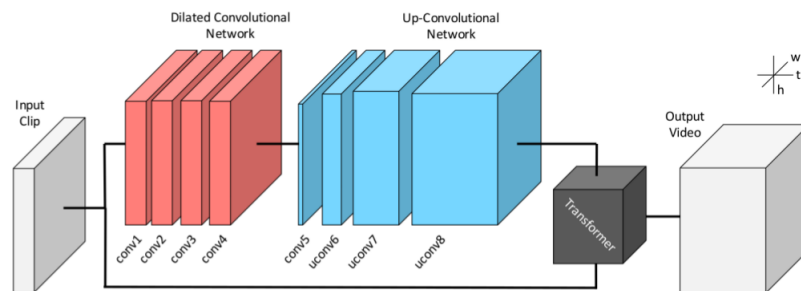 Dilated Convolutional
Network
Up-Convolutional
Network
w
t
h
Input
Clip
Output
Video
Transformer
conv1
conv2
conv3
conv4
conv5
uconv6
uconv7
uconv8